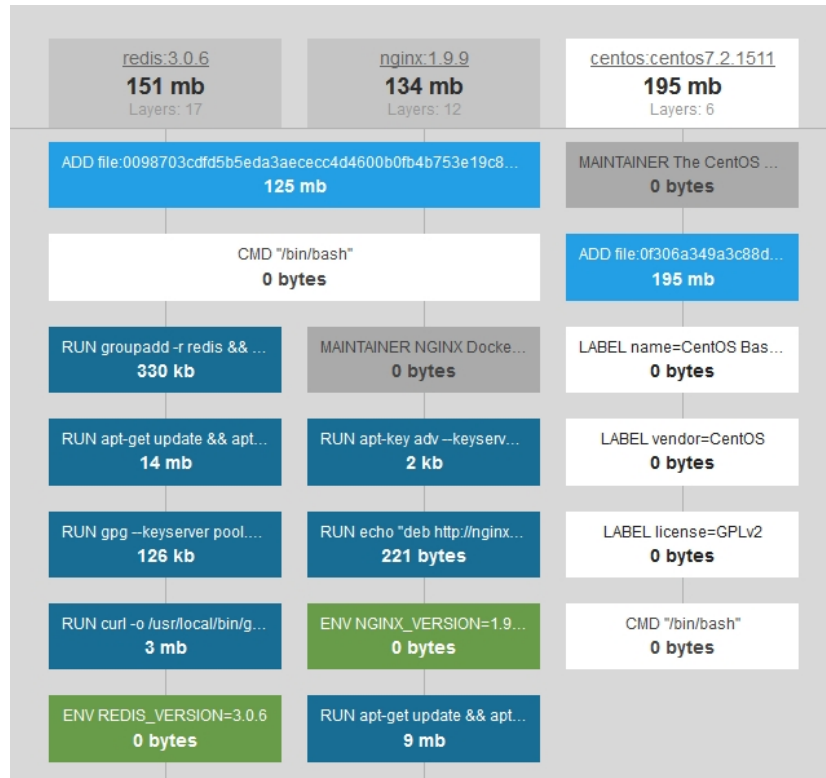 redis:3.0.6
151 mb
Layers: 17
nginx:1.9.9
134 mb
Layers: 12
centos:centos7.2.1511
195 mb
Layers: 6
ADD file:0098703cdfd5b5eda3aececc4d4600b0fb4b753e19c8...
125 mb
MAINTAINER The CentOS ...
0 bytes
CMD "/bin/bash"
0 bytes
ADD file:0f306a349a3c88d...
195 mb
RUN groupadd -r redis && ...
330 kb
MAINTAINER NGINX Docke...
0 bytes
LABEL name=CentOS Bas...
0 bytes
RUN apt-get update && apt...
14 mb
RUN apt-key adv --keyserv...
2 kb
LABEL vendor=CentOS
0 bytes
RUN gpg --keyserver pool....
126 kb
RUN echo "deb http://nginx...
221 bytes
LABEL license=GPLv2
0 bytes
RUN curl -o /usr/local/bin/g...
3 mb
ENV NGINX_VERSION=1.9...
0 bytes
CMD "/bin/bash"
0 bytes
ENV REDIS_VERSION=3.0.6
0 bytes
RUN apt-get update && apt...
9 mb